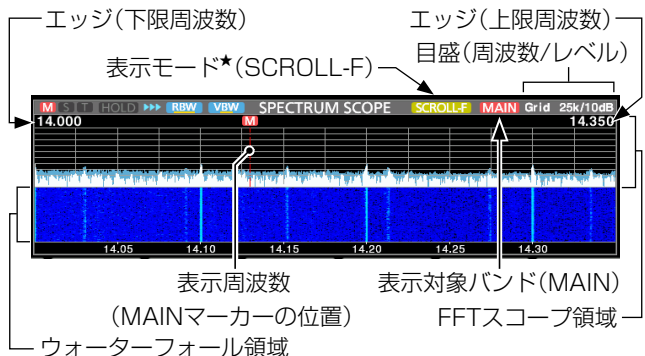 エッジ(下限周波数)
エッジ(上限周波数)
目盛(周波数/レベル)
表示モード★(SCROLL-F)
M S T HOLD RBW VBW SPECTRUM SCOPE SCROLL-F MAIN Grid 25k/10dB
14.000 M 14.350
14.05 14.10 14.15 14.20 14.25 14.30
表示周波数
(MAINマーカーの位置)
表示対象バンド(MAIN)
FFTスコープ領域
ウォーターフォール領域